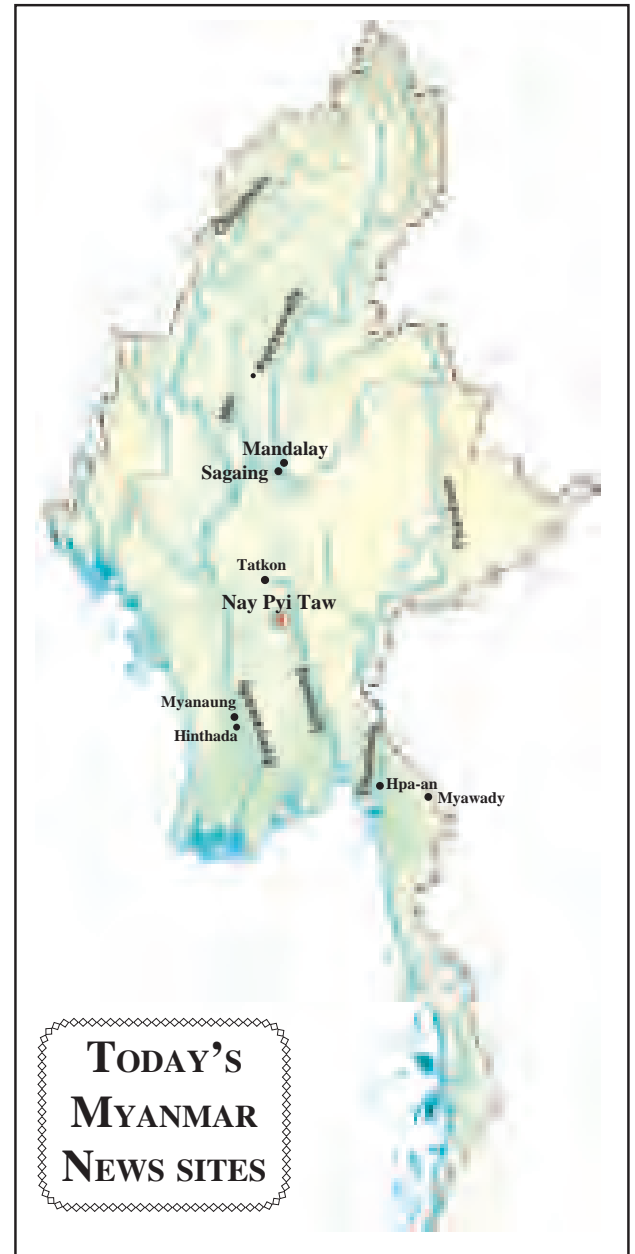 Mandalay
Sagaing
Tatkon
Nay Pyi Taw
Myanaung
Hinthada
Hpa-an
Myawady
TODAY'S
MYANMAR
NEWS SITES